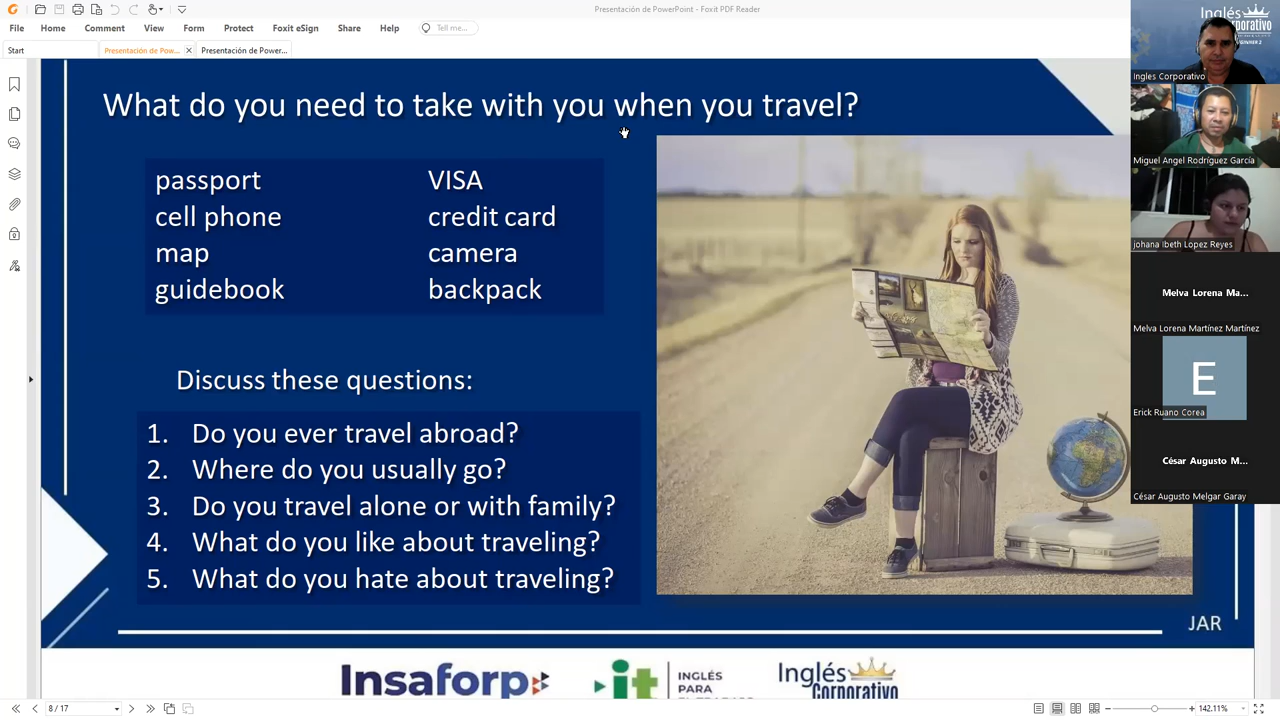 Presentación de PowerPoint - Foxit PDF Reader
File Home Comment View Form Protect Foxit eSign Share Help Tell me...
Start
Presentación de Pow...
Presentación de Power...
What do you need to take with you when you travel?
passport VISA
cell phone credit card
map camera
guidebook backpack
Discuss these questions:
1. Do you ever travel abroad?
2. Where do you usually go?
3. Do you travel alone or with family?
4. What do you like about traveling?
5. What do you hate about traveling?
JAR
Insaforp
it
INGLÉS
PARA
Inglés
Corporativo
Inglés
Corporativo
Ingles Corporativo
Miguel Angel Rodríguez García
johana Ibeth Lopez Reyes
Melva Lorena Ma...
Melva Lorena Martínez Martínez
E
Erick Ruano Corea
César Augusto M...
César Augusto Melgar Garay
8 / 17
142.11%